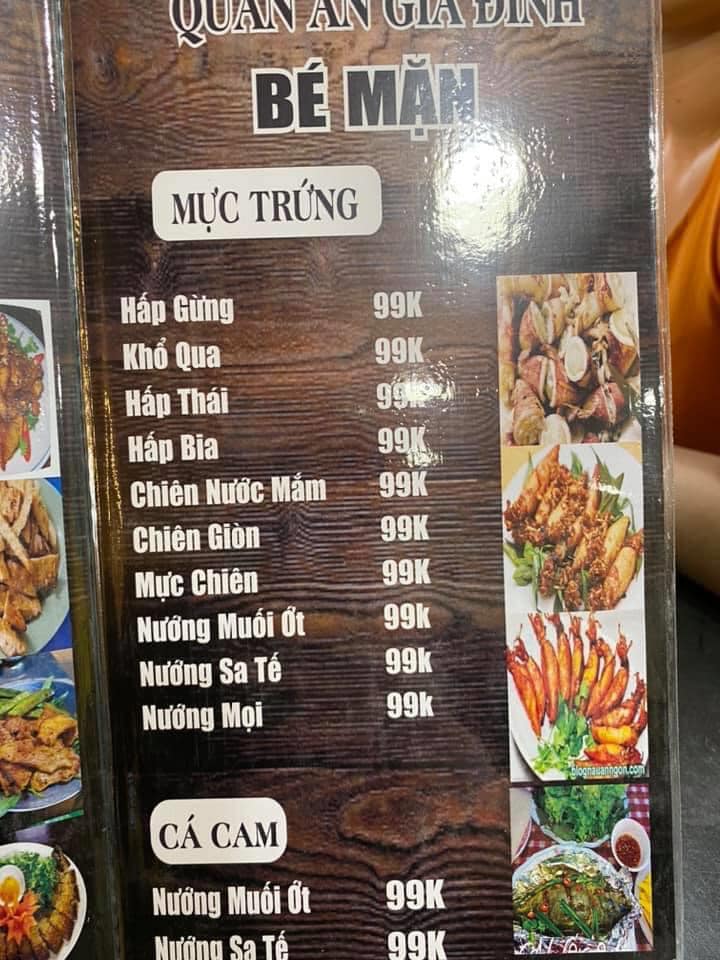 QUÁN ĂN GIA ĐÌNH
BÉ MẶN
MỰC TRỨNG
Hấp Gừng 99K
Khổ Qua 99K
Hấp Thái 99K
Hấp Bia 99K
Chiên Nước Mắm 99K
Chiên Giòn 99K
Mực Chiên 99K
Nướng Muối Ớt 99k
Nướng Sa Tế 99k
Nướng Mọi 99k
blognauanngon.com
CÁ CAM
Nướng Muối Ớt 99K
Nướng Sa Tế 99K